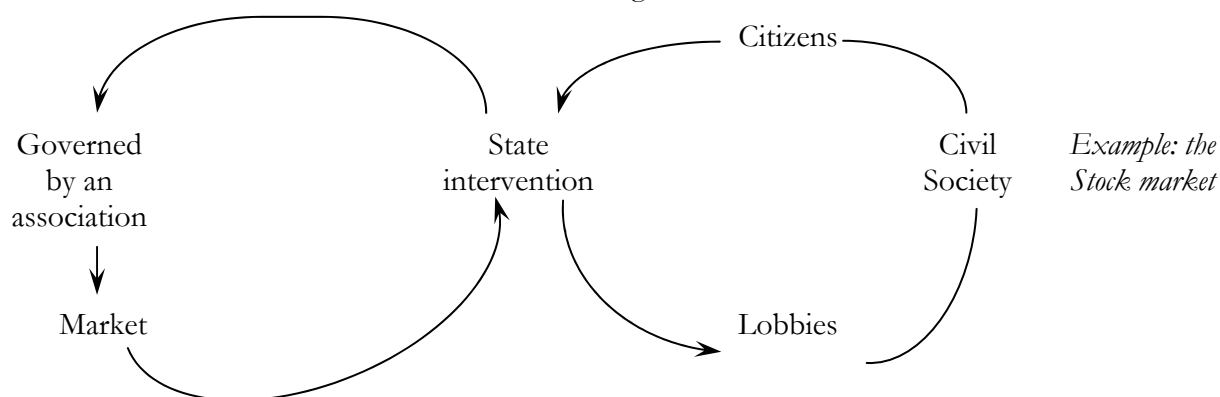 Citizens
Governed
by an
association
State
intervention
Civil
Society
Example: the
Stock market
Market
Lobbies